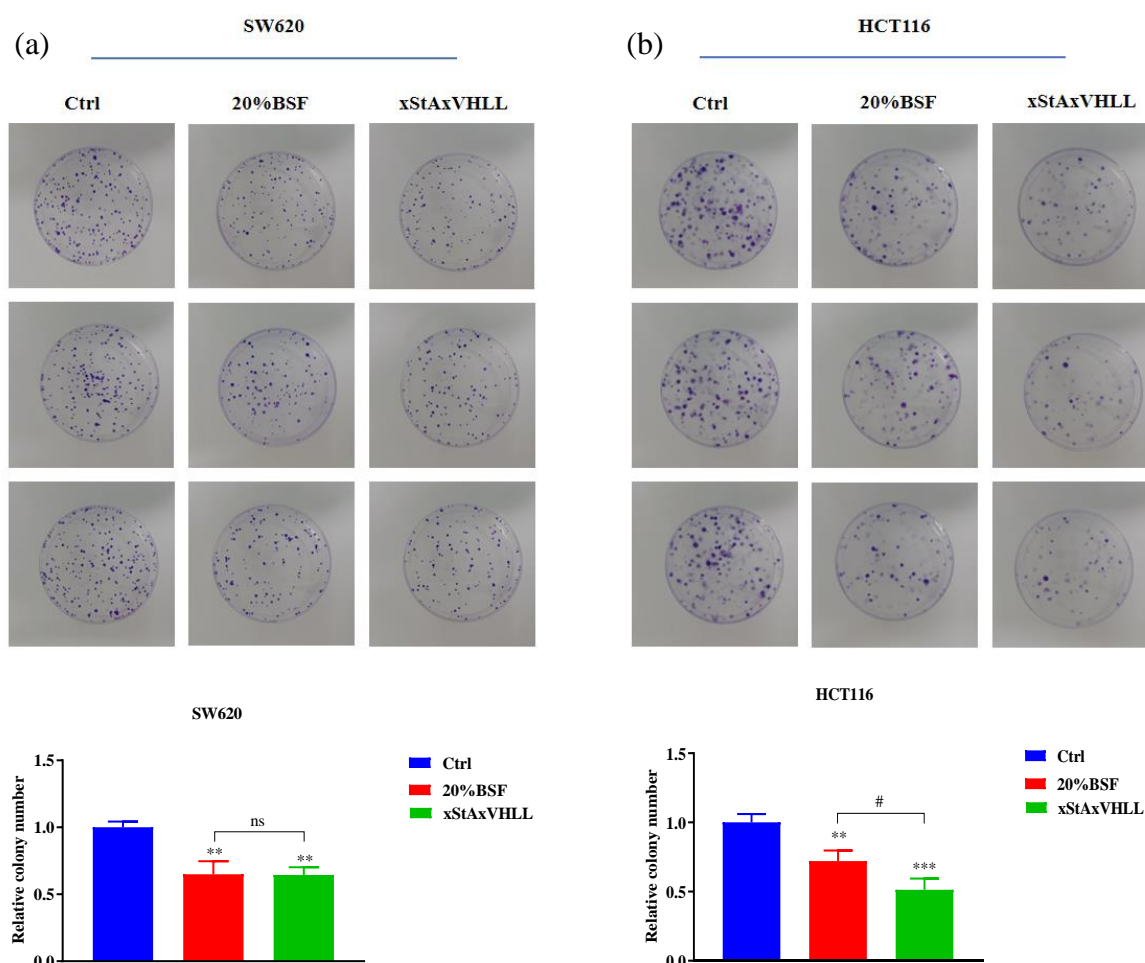 (a)
SW620
Ctrl
20%BSF
xStAxVHLL
(b)
HCT116
Ctrl
20%BSF
xStAxVHLL
SW620
Relative colony number
1.5
1.0
0.5
0.0
**
ns
**
Ctrl
20%BSF
xStAxVHLL
HCT116
Relative colony number
1.5
1.0
0.5
0.0
**
#
***
Ctrl
20%BSF
xStAxVHLL